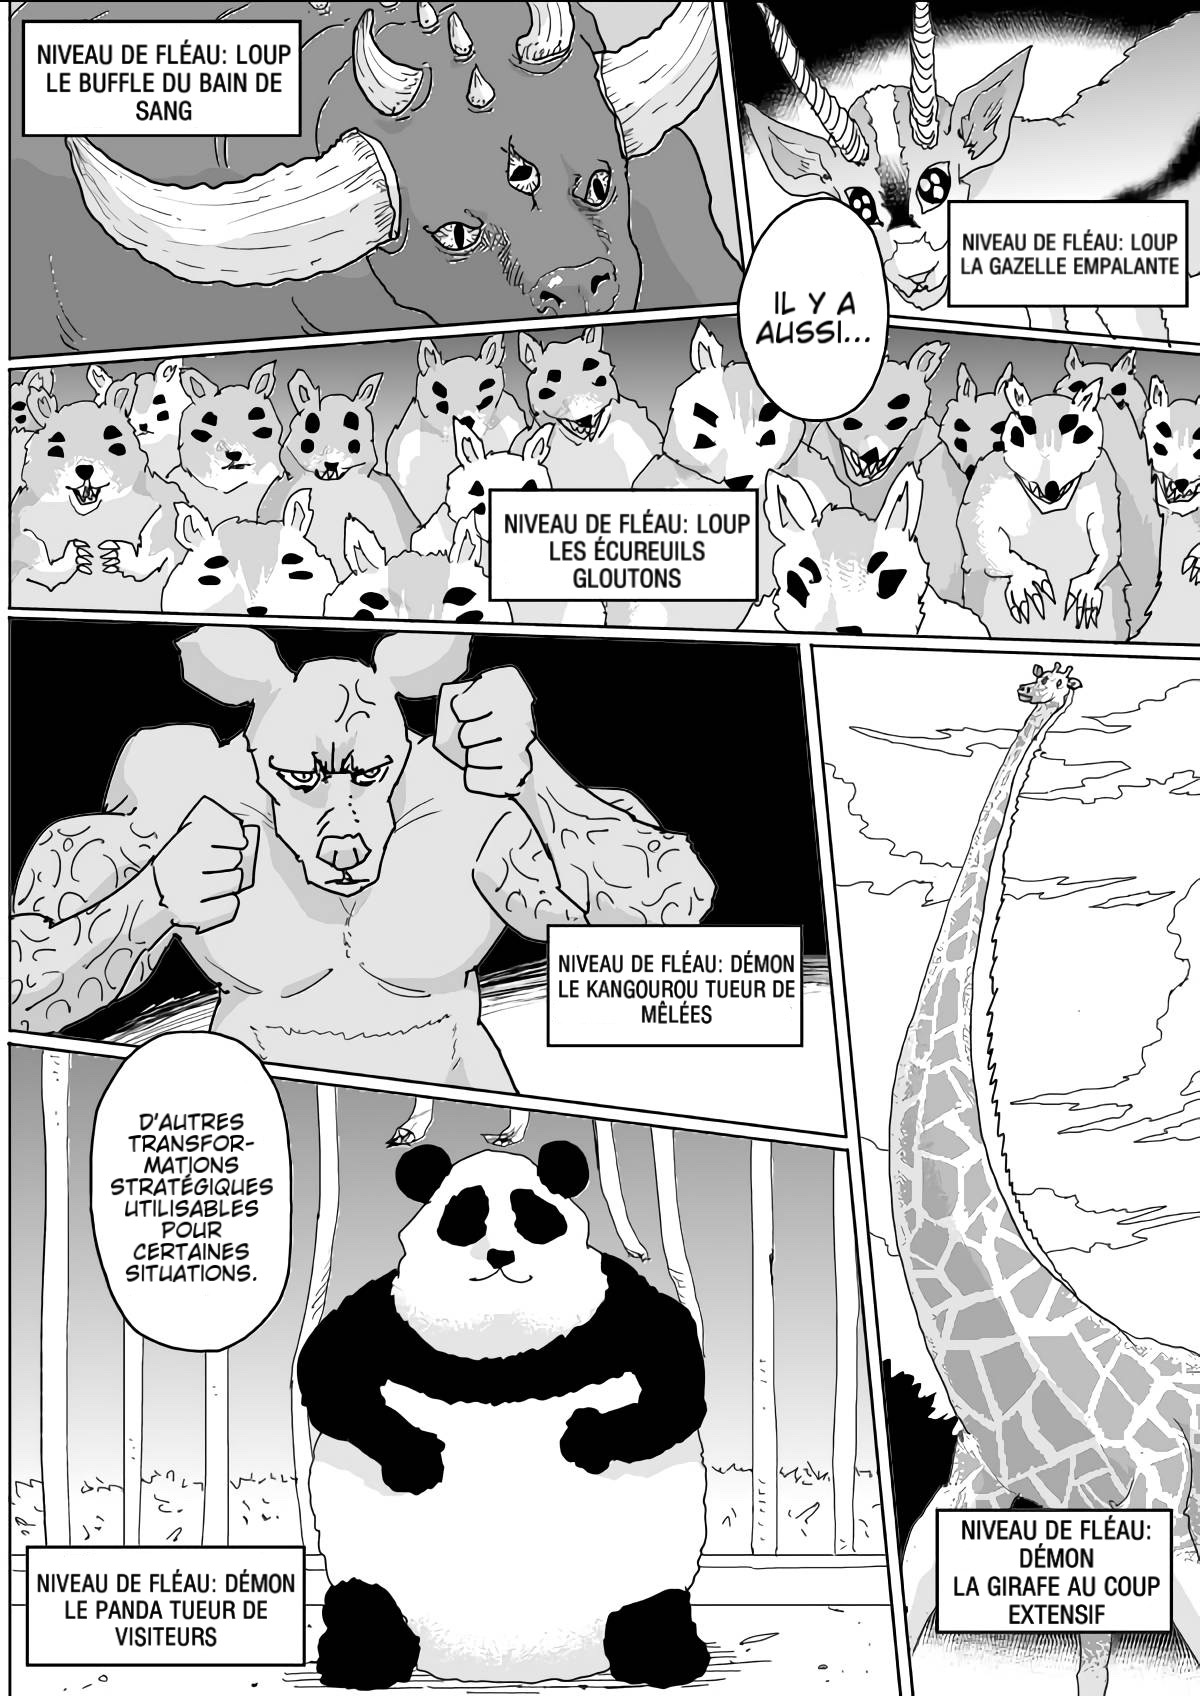 NIVEAU DE FLÉAU: LOUP
LE BUFFLE DU BAIN DE
SANG
NIVEAU DE FLÉAU: LOUP
LA GAZELLE EMPALANTE
IL Y A
AUSSI...
NIVEAU DE FLÉAU: LOUP
LES ÉCUREUILS
GLOUTONS
NIVEAU DE FLÉAU: DÉMON
LE KANGOUROU TUEUR DE
MÊLÉES
D'AUTRES
TRANSFOR-
MATIONS
STRATÉGIQUES
UTILISABLES
POUR
CERTAINES
SITUATIONS.
NIVEAU DE FLÉAU: DÉMON
LE PANDA TUEUR DE
VISITEURS
NIVEAU DE FLÉAU:
DÉMON
LA GIRAFE AU COUP
EXTENSIF